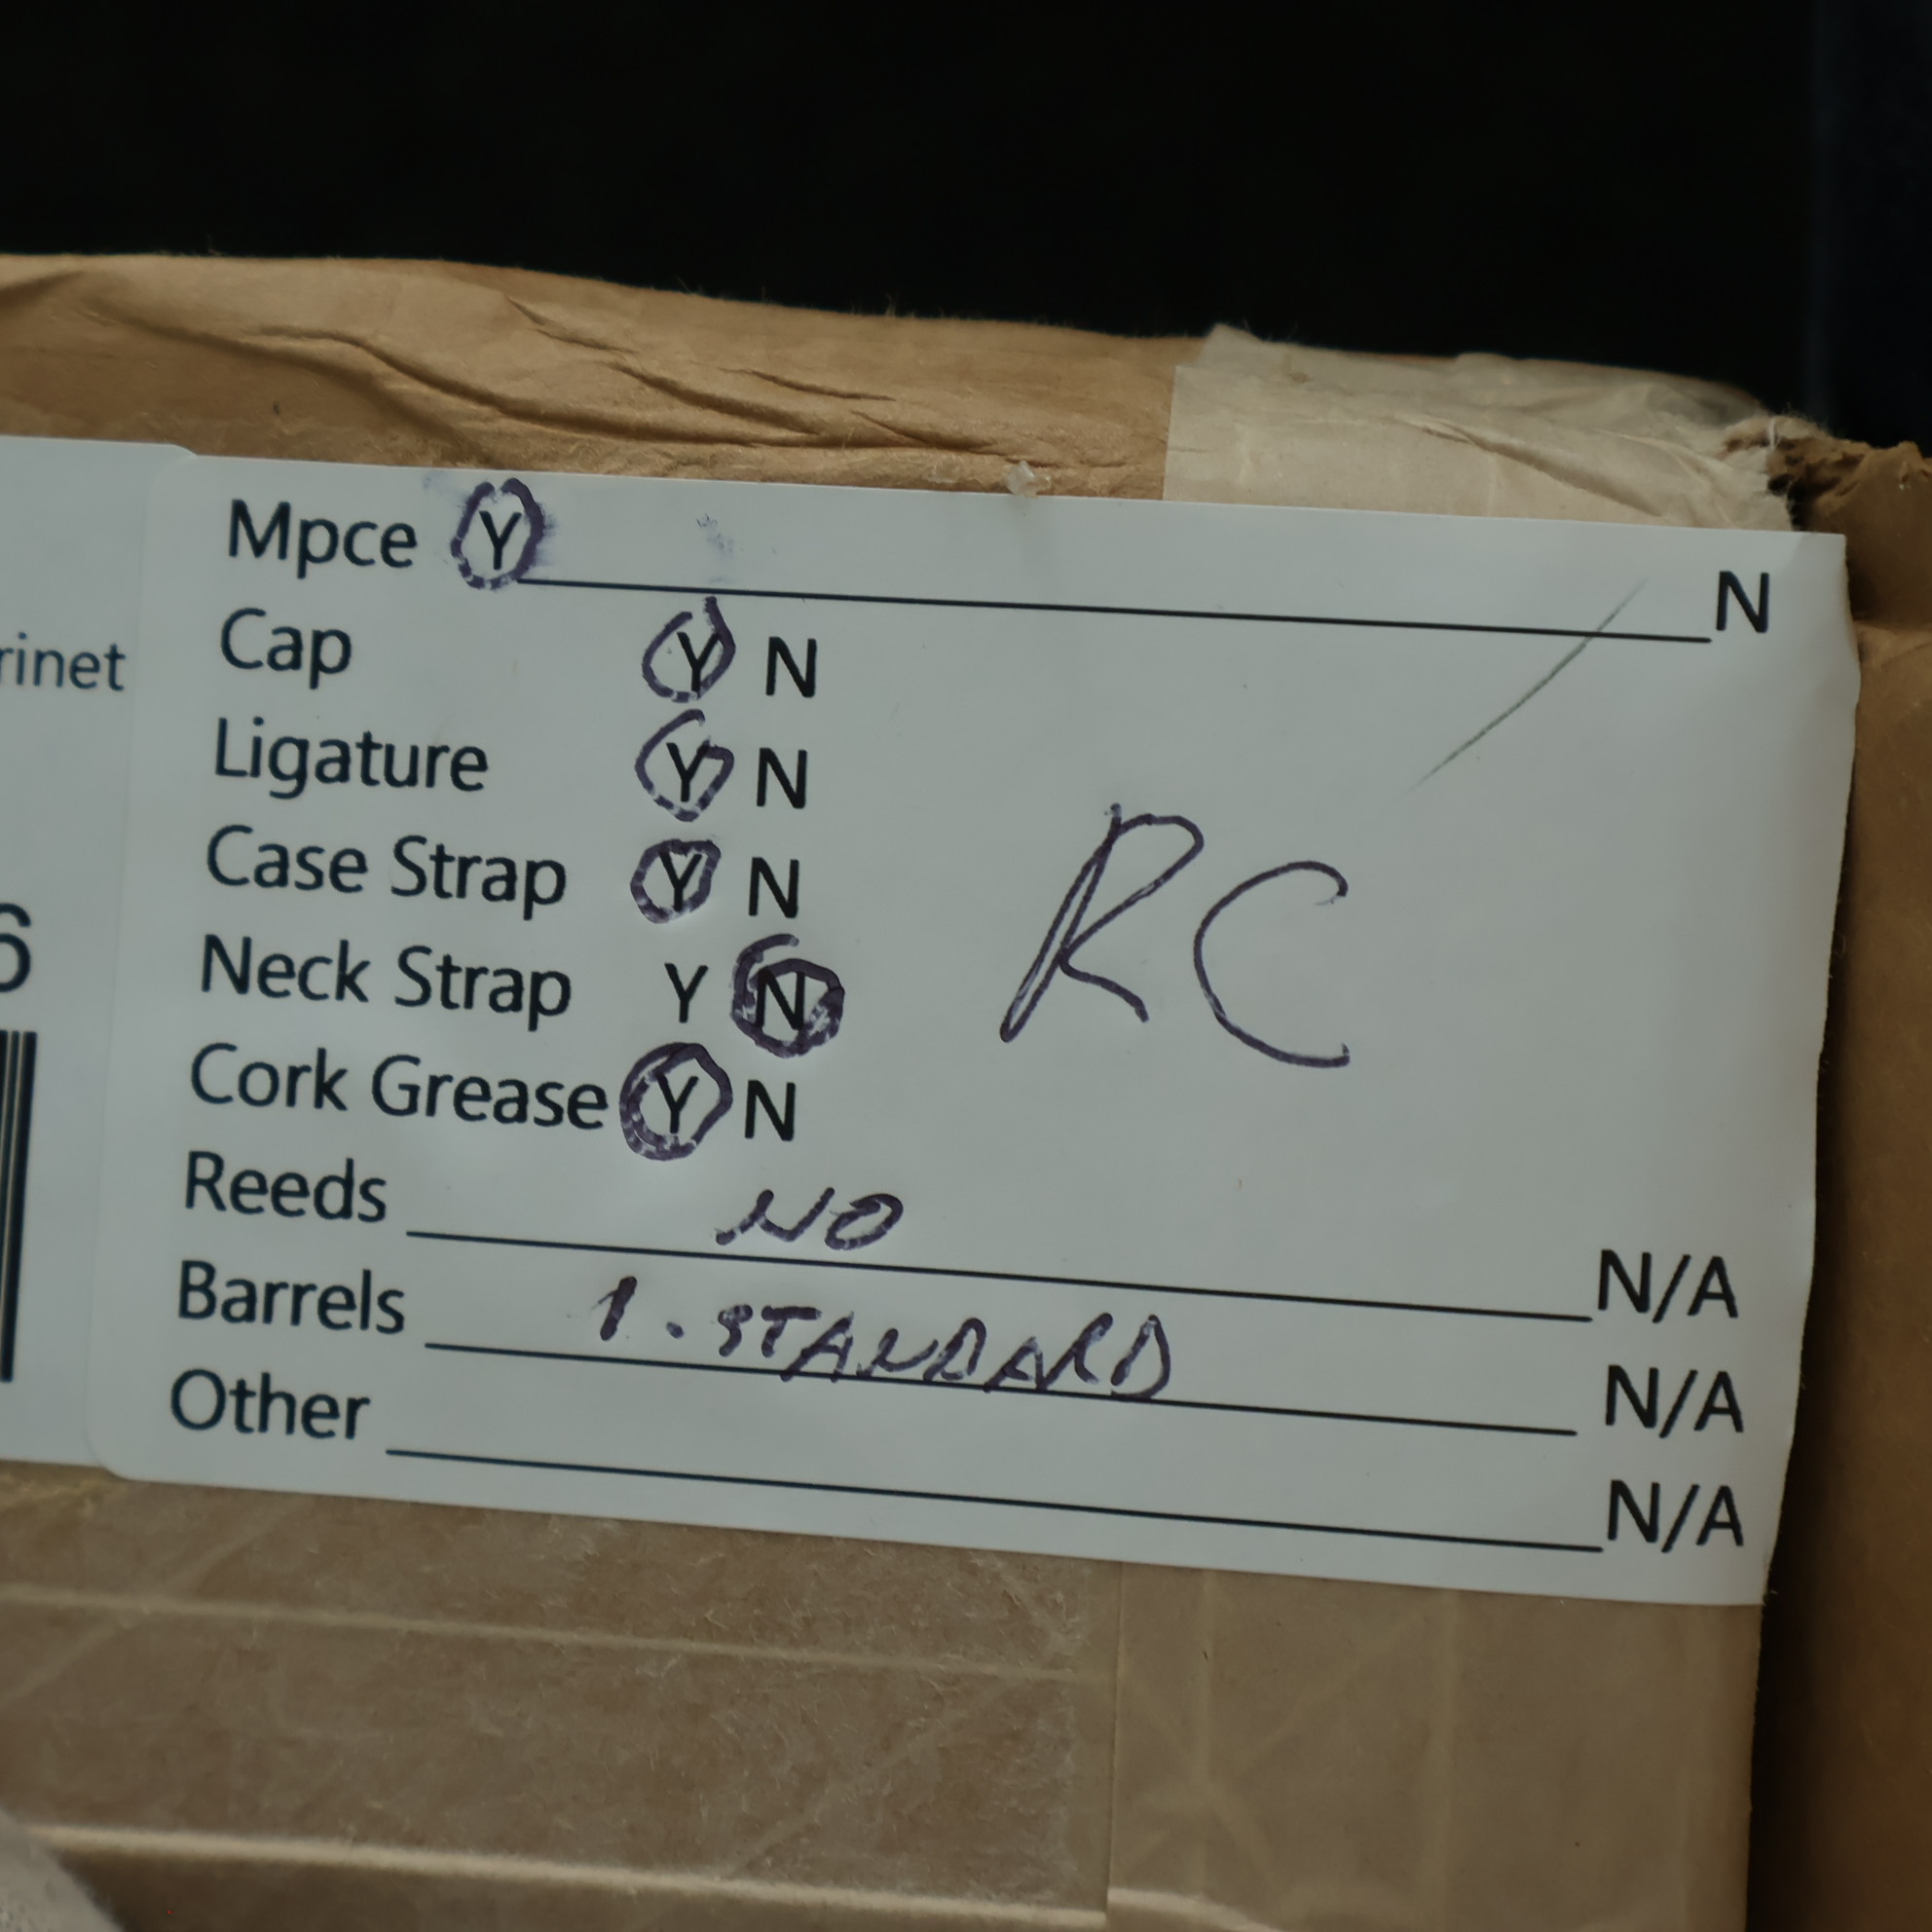 Mpce Y N
Cap Y N
rinet
Ligature Y N
Case Strap Y N
RC
6
Neck Strap Y N
Cork Grease Y N
Reeds NO N/A
Barrels 1. STANDARD N/A
Other N/A